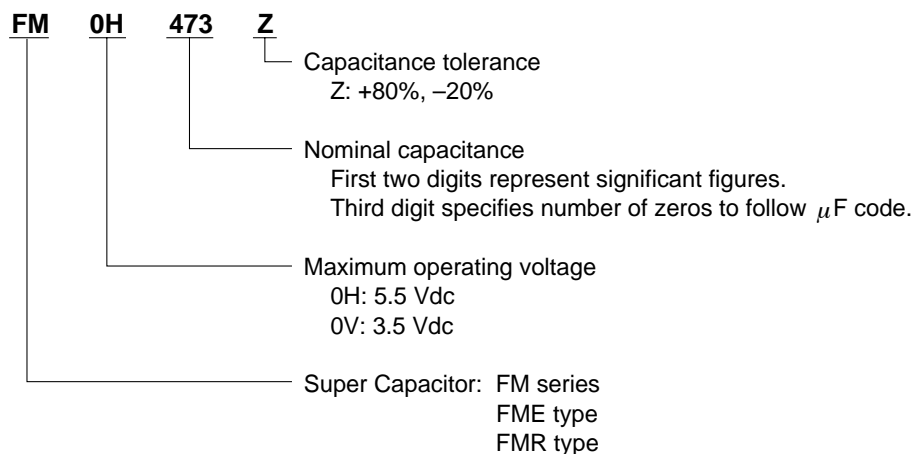 FM 0H 473 Z
Capacitance tolerance
Z: +80%, –20%
Nominal capacitance
First two digits represent significant figures.
Third digit specifies number of zeros to follow μF code.
Maximum operating voltage
0H: 5.5 Vdc
0V: 3.5 Vdc
Super Capacitor: FM series
FME type
FMR type